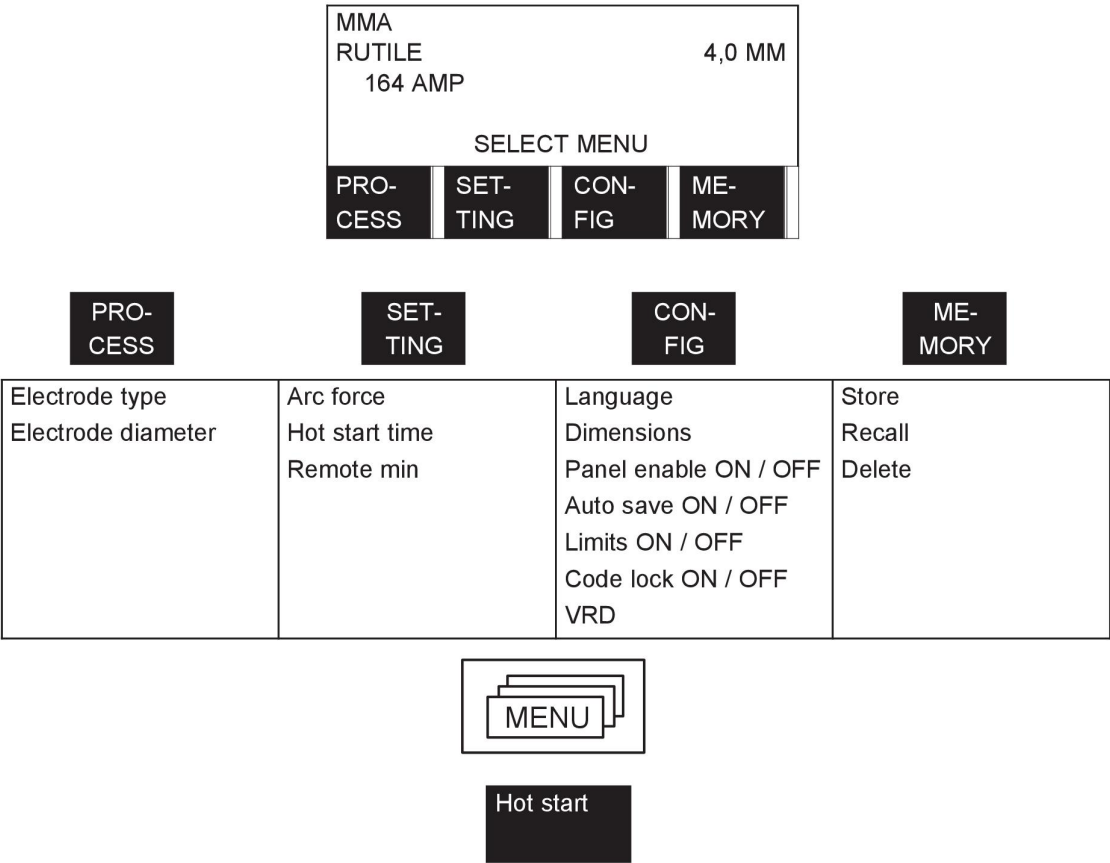 MMA
RUTILE 4,0 MM
164 AMP
SELECT MENU
PRO- SET- CON- ME-
CESS TING FIG MORY
PRO- SET- CON- ME-
CESS TING FIG MORY
Electrode type Arc force Language Store
Electrode diameter Hot start time Dimensions Recall
Remote min Panel enable ON / OFF Delete
Auto save ON / OFF
Limits ON / OFF
Code lock ON / OFF
VRD
MENU
Hot start